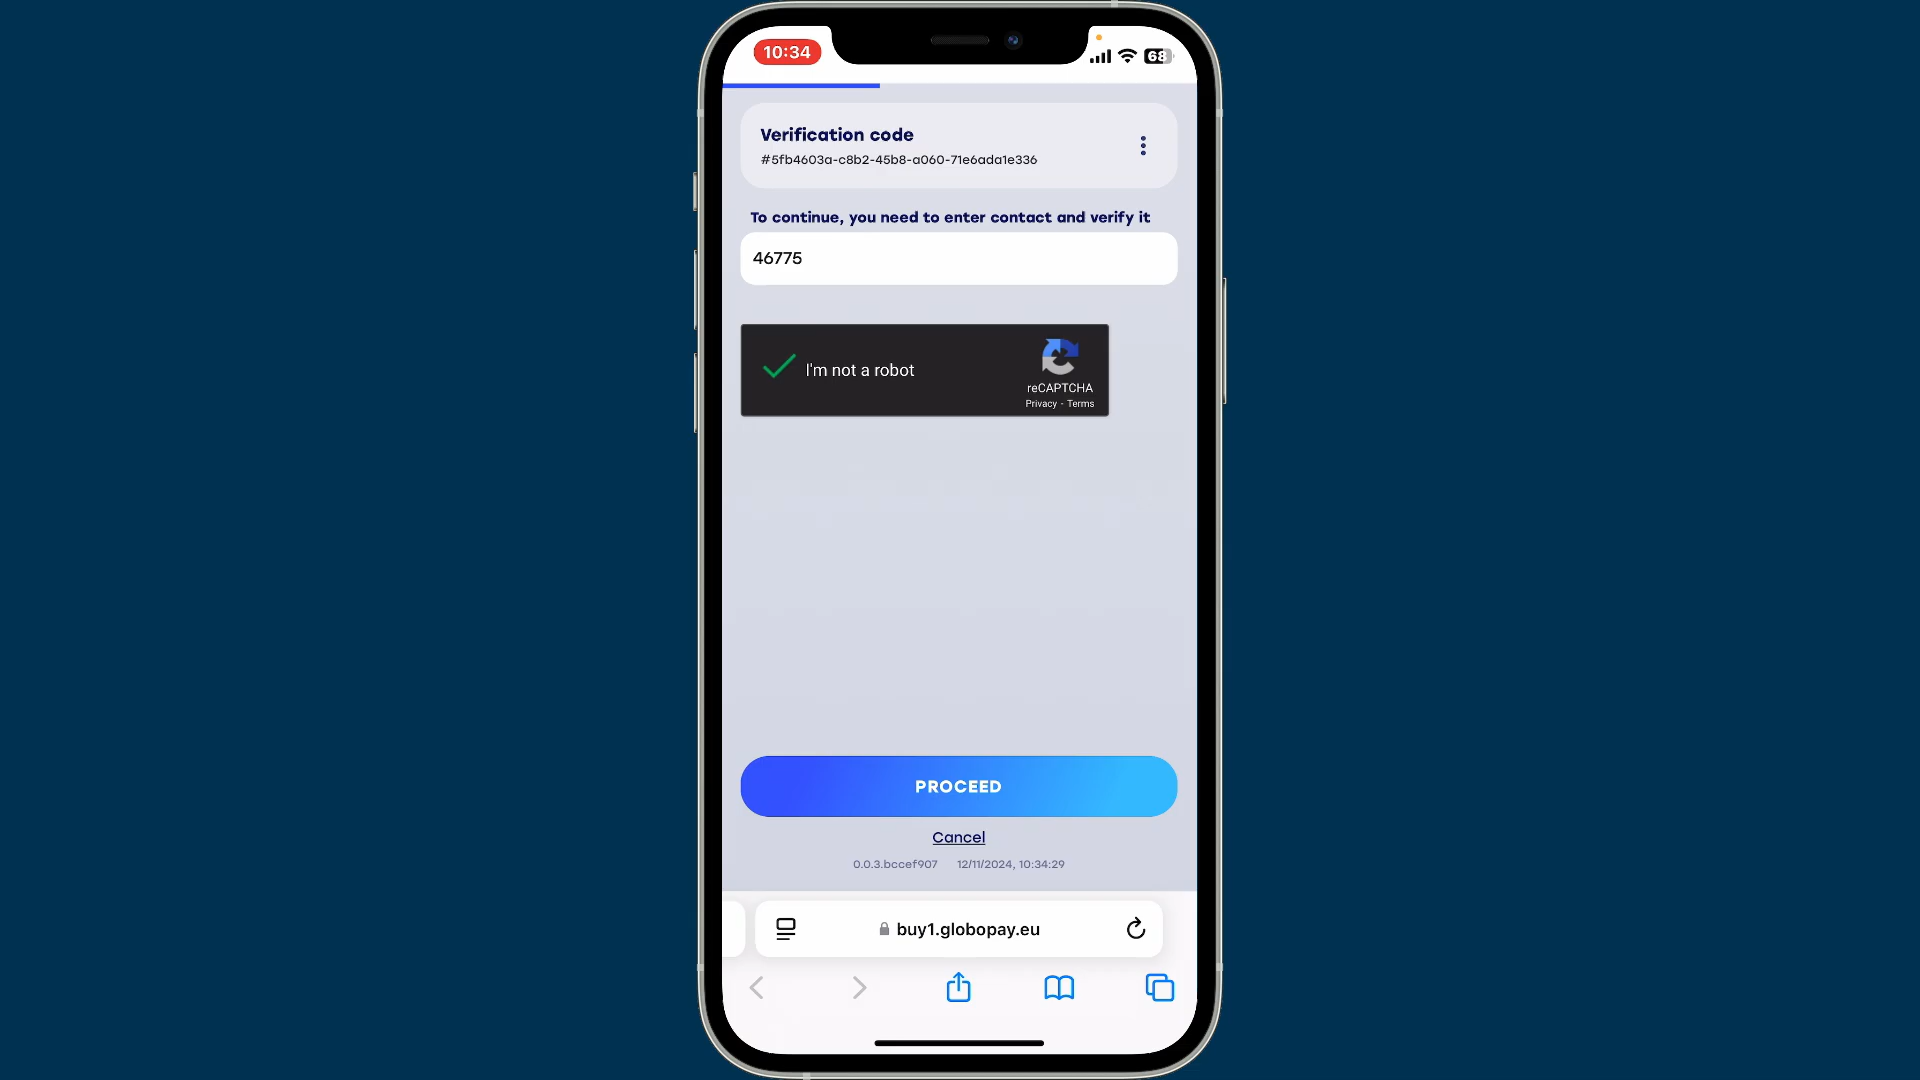 10:34
68
Verification code
#5fb4603a-c8b2-45b8-a060-71e6ada1e336
To continue, you need to enter contact and verify it
46775
I'm not a robot
reCAPTCHA
Privacy - Terms
PROCEED
Cancel
0.0.3.bccef907 12/11/2024, 10:34:29
buy1.globopay.eu